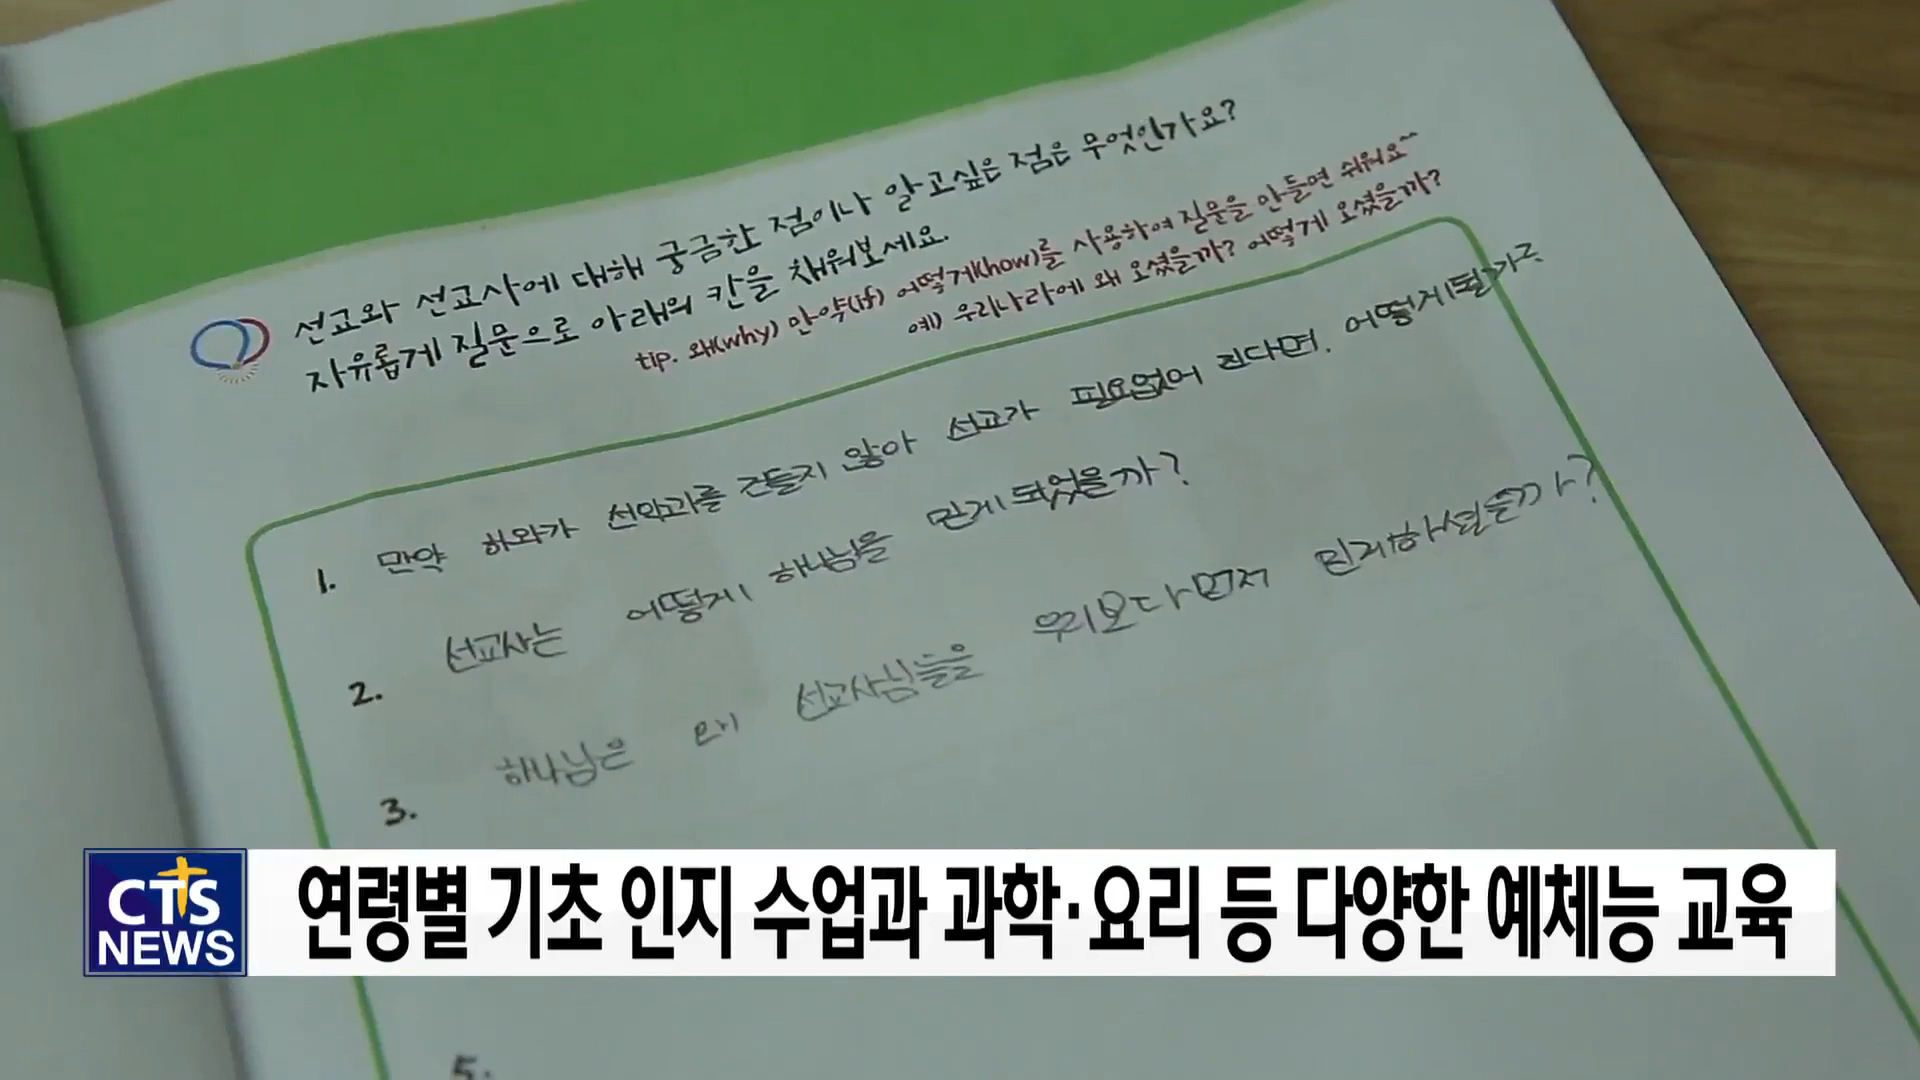 선교와 선교사에 대해 궁금한 점이나 알고싶은 점은 무엇인가요?
자유롭게 질문으로 아래의 칸을 채워보세요.
tip. 왜(why) 만약(if) 어떻게(how)를 사용하여 질문을 만들면 쉬워요~
예) 우리나라에 왜 오셨을까? 어떻게 오셨을까?
1. 만약 하와가 선악과를 건들지 않아 선교가 필요없어 진다면, 어떻게될까?
2. 선교사는 어떻게 하나님을 믿게되었을까?
3. 하나님은 왜 선교사님들을 우리보다먼저 믿게하셨을까?
5.
CTS NEWS
연령별 기초 인지 수업과 과학·요리 등 다양한 예체능 교육